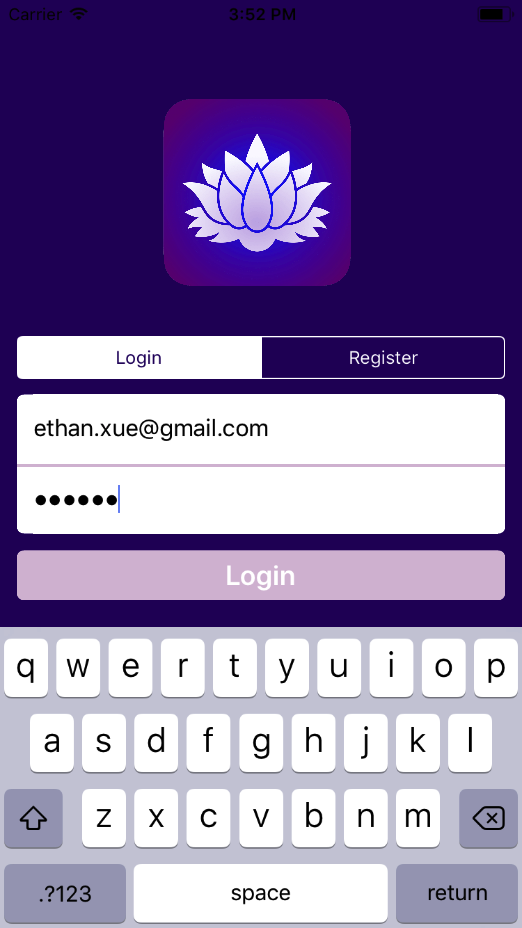 Carrier 3:52 PM
Login Register
ethan.xue@gmail.com
●●●●●●
Login
q w e r t y u i o p
a s d f g h j k l
z x c v b n m
.?123 space return